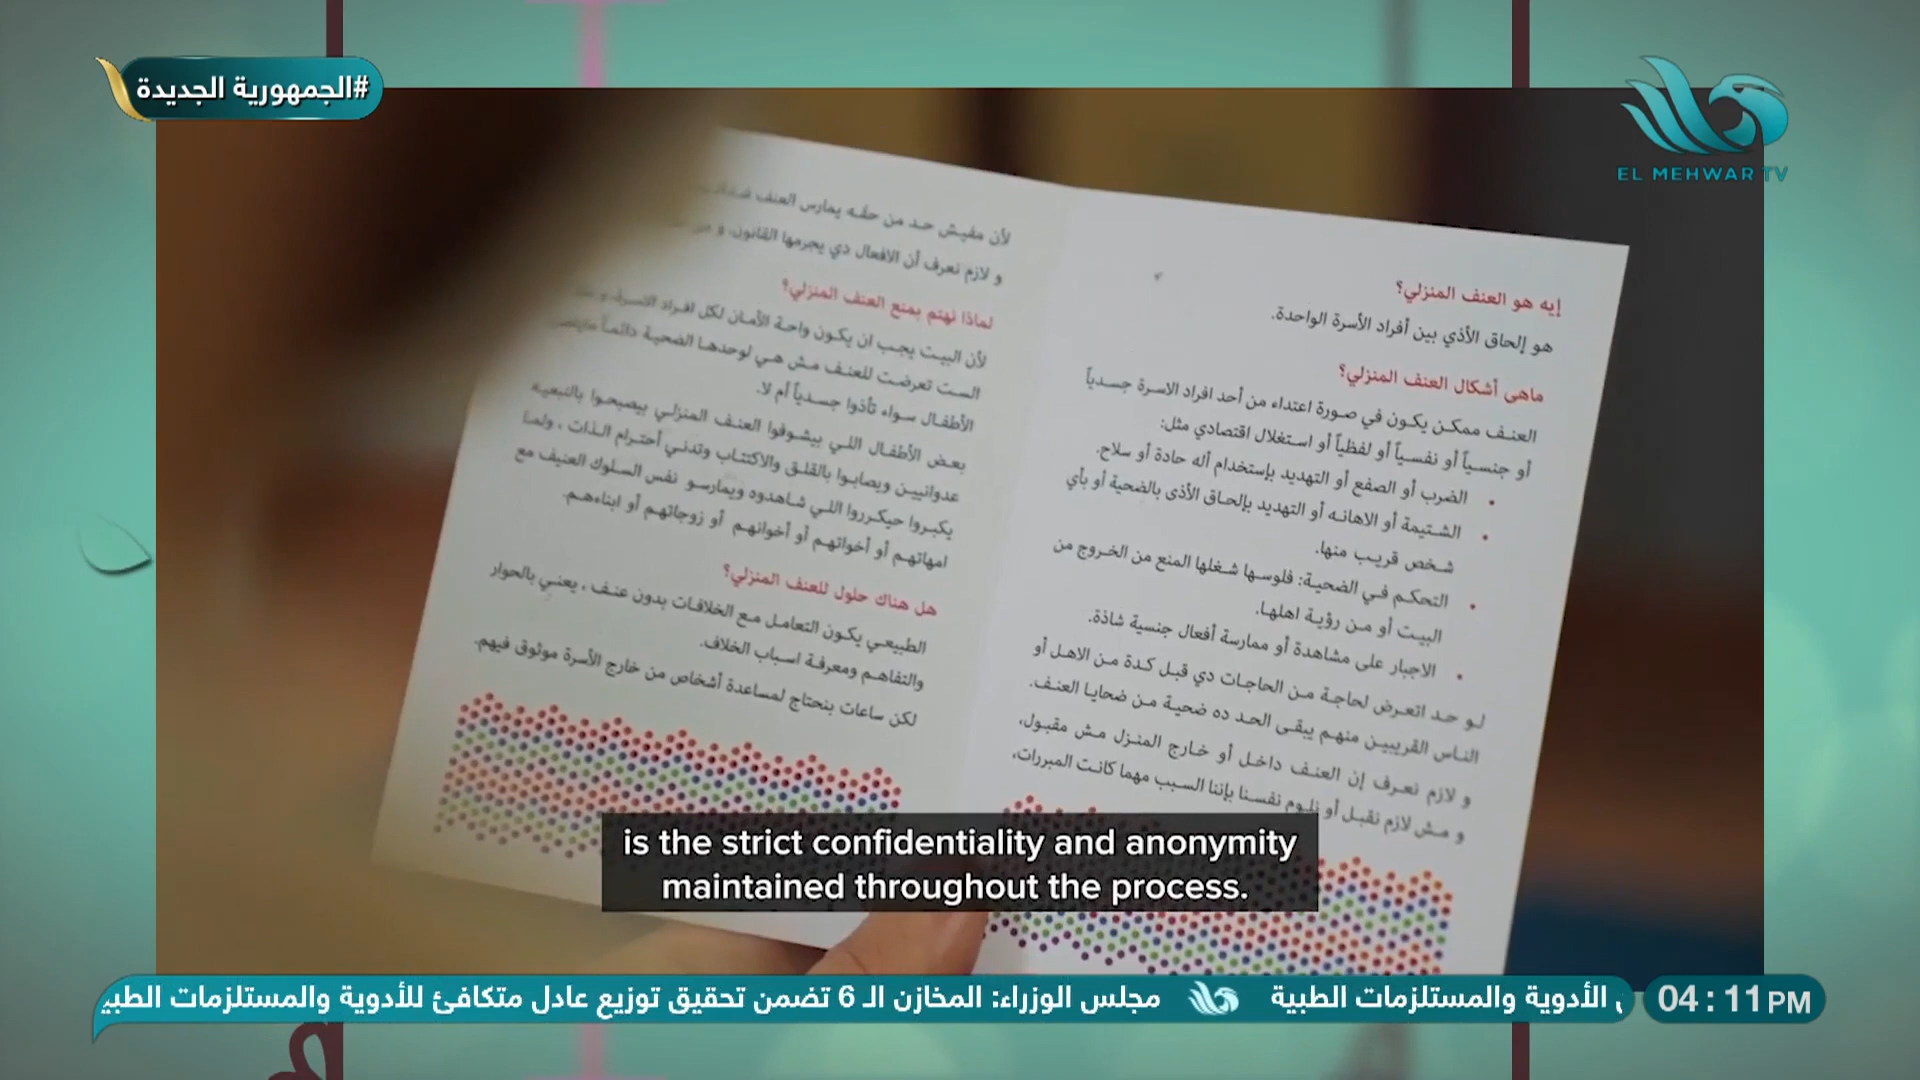 #الجمهورية الجديدة
EL MEHWAR TV
إيه هو العنف المنزلي؟
هو إلحاق الأذي بين أفراد الأسرة الواحدة.
ماهى أشكال العنف المنزلي؟
العنف ممكن يكون في صورة اعتداء من أحد افراد الاسرة جسدياً
أو جنسياً أو نفسياً أو لفظياً أو استغلال اقتصادي مثل:
• الضرب أو الصفع أو التهديد بإستخدام أله حادة أو سلاح.
• الشتيمة أو الاهانه أو التهديد بإلحاق الأذى بالضحية أو بأي
شخص قريب منها.
• التحكم في الضحية: فلوسها شغلها المنع من الخروج من
البيت أو من رؤية اهلها.
• الاجبار على مشاهدة أو ممارسة أفعال جنسية شاذة.
لو حد اتعرض لحاجة من الحاجات دي قبل كدة من الاهل أو
الناس القريبين منهم يبقى الحد ده ضحية من ضحايا العنف.
و لازم نعرف إن العنف داخل أو خارج المنزل مش مقبول،
و مش لازم نقبل أو نلوم نفسنا بإننا السبب مهما كانت المبررات،
لأن مفيش حد من حقه يمارس العنف
و لازم نعرف أن الافعال دي يجرمها القانون، و
لماذا نهتم بمنع العنف المنزلي؟
لأن البيت يجب ان يكون واحة الأمان لكل افراد الاسرة،
الست تعرضت للعنف مش هي لوحدها الضحية دائماً
الأطفال سواء تأذوا جسدياً أم لا.
بعض الأطفال اللي بيشوفوا العنف المنزلي بيصبحوا بالتبعية
عدوانيين ويصابوا بالقلق والاكتئاب وتدني أحترام الذات ، ولما
يكبروا حيكرروا اللي شاهدوه ويمارسو نفس السلوك العنيف مع
امهاتهم أو أخواتهم أو أخوانهم أو زوجاتهم أو ابناءهم.
هل هناك حلول للعنف المنزلي؟
الطبيعي يكون التعامل مع الخلافات بدون عنف ، يعني بالحوار
والتفاهم ومعرفة اسباب الخلاف.
لكن ساعات بنحتاج لمساعدة أشخاص من خارج الأسرة موثوق فيهم.
is the strict confidentiality and anonymity
maintained throughout the process.
الأدوية والمستلزمات الطبية مجلس الوزراء: المخازن الـ 6 تضمن تحقيق توزيع عادل متكافئ للأدوية والمستلزمات
04:11PM